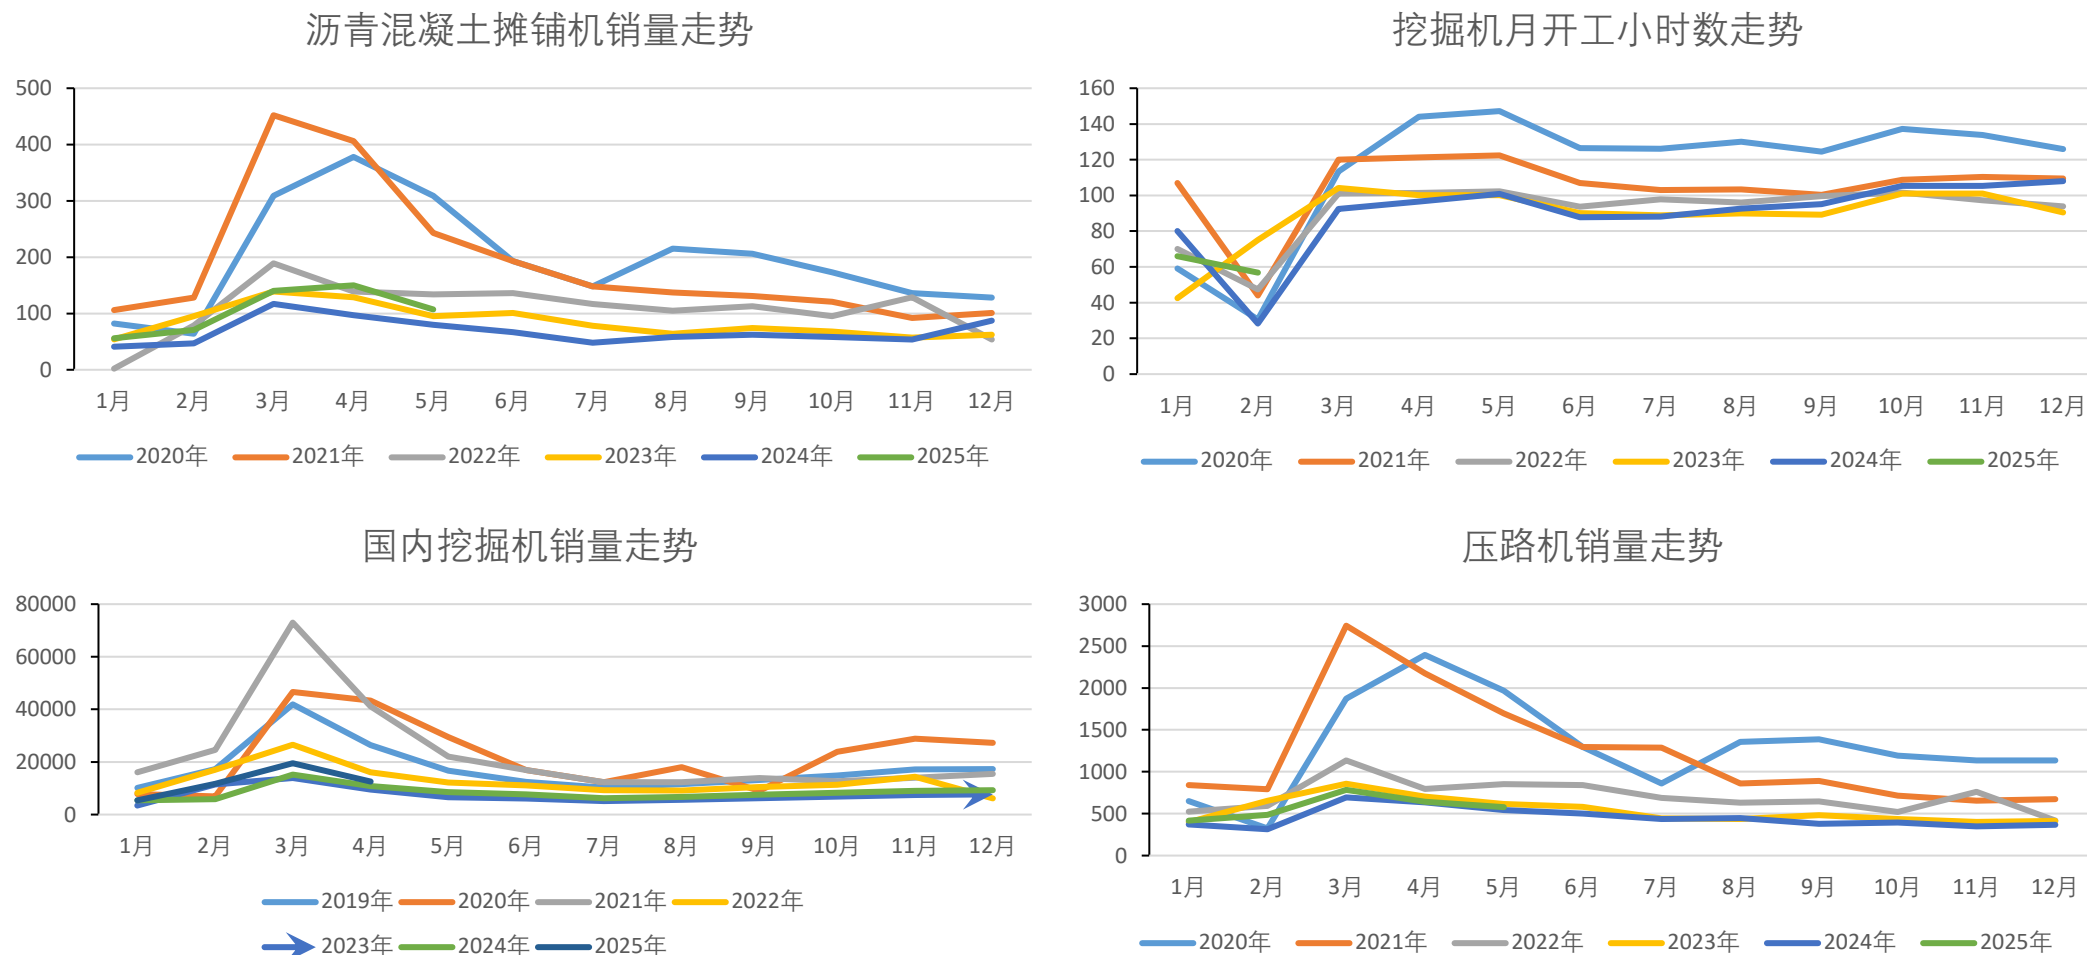 沥青混凝土摊铺机销量走势
500
400
300
200
100
0
1月 2月 3月 4月 5月 6月 7月 8月 9月 10月 11月 12月
2020年 2021年 2022年 2023年 2024年 2025年
挖掘机月开工小时数走势
160
140
120
100
80
60
40
20
0
1月 2月 3月 4月 5月 6月 7月 8月 9月 10月 11月 12月
2020年 2021年 2022年 2023年 2024年 2025年
国内挖掘机销量走势
80000
60000
40000
20000
0
1月 2月 3月 4月 5月 6月 7月 8月 9月 10月 11月 12月
2019年 2020年 2021年 2022年
2023年 2024年 2025年
压路机销量走势
3000
2500
2000
1500
1000
500
0
1月 2月 3月 4月 5月 6月 7月 8月 9月 10月 11月 12月
2020年 2021年 2022年 2023年 2024年 2025年